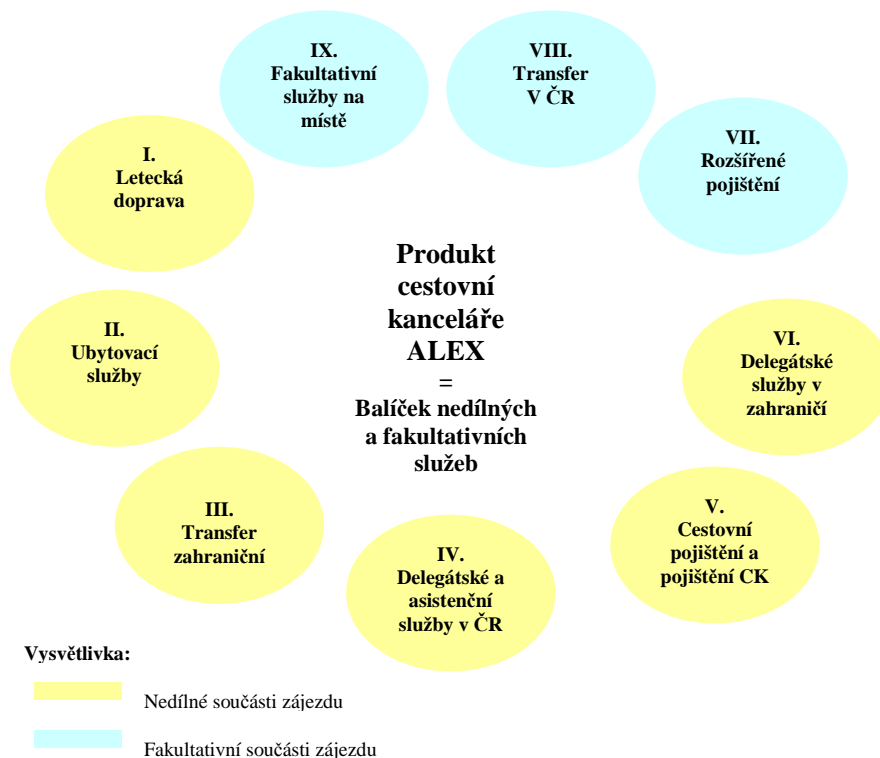 IX.
Fakultativní
služby na
místě
VIII.
Transfer
V ČR
I.
Letecká
doprava
VII.
Rozšířené
pojištění
Produkt
cestovní
kanceláře
ALEX
=
Balíček nedílných
a fakultativních
služeb
II.
Ubytovací
služby
VI.
Delegátské
služby v
zahraničí
III.
Transfer
zahraniční
IV.
Delegátské a
asistenční
služby v ČR
V.
Cestovní
pojištění a
pojištění CK
Vysvětlivka:
Nedílné součásti zájezdu
Fakultativní součásti zájezdu